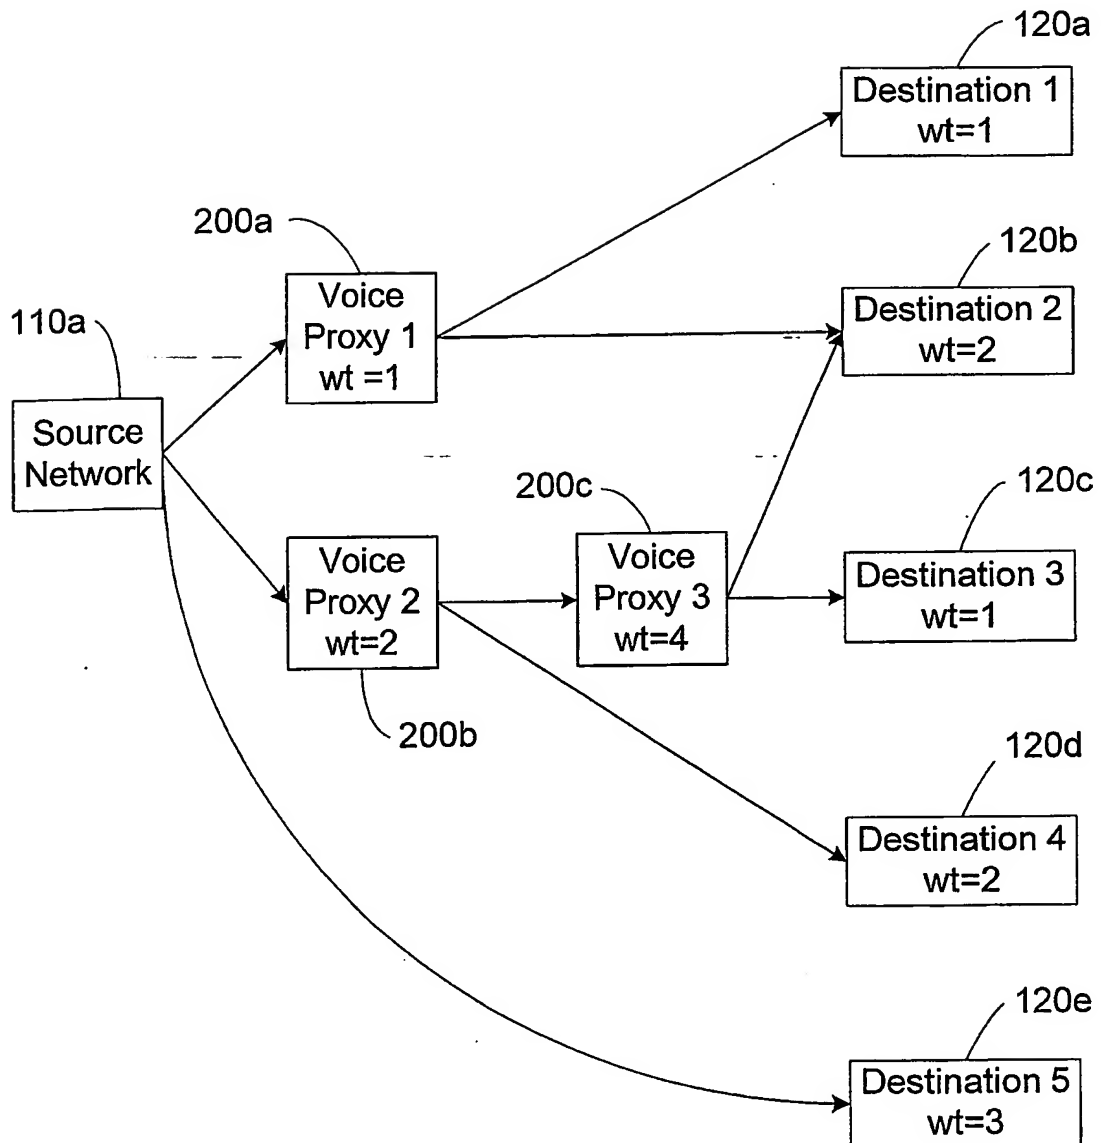 120a
Destination 1
wt=1
200a
120b
Voice
Proxy 1
wt =1
Destination 2
wt=2
110a
Source
Network
200c
120c
Voice
Proxy 2
wt=2
Voice
Proxy 3
wt=4
Destination 3
wt=1
200b
120d
Destination 4
wt=2
120e
Destination 5
wt=3